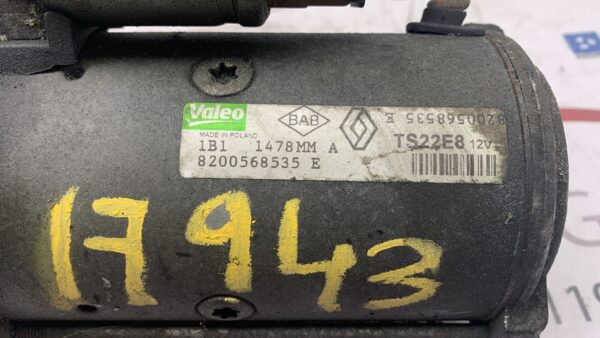 Valeo
MADE IN POLAND
BAB
1B1 1478MM A
8200568535 E
TS22E8 12V
8200568535 E
17943